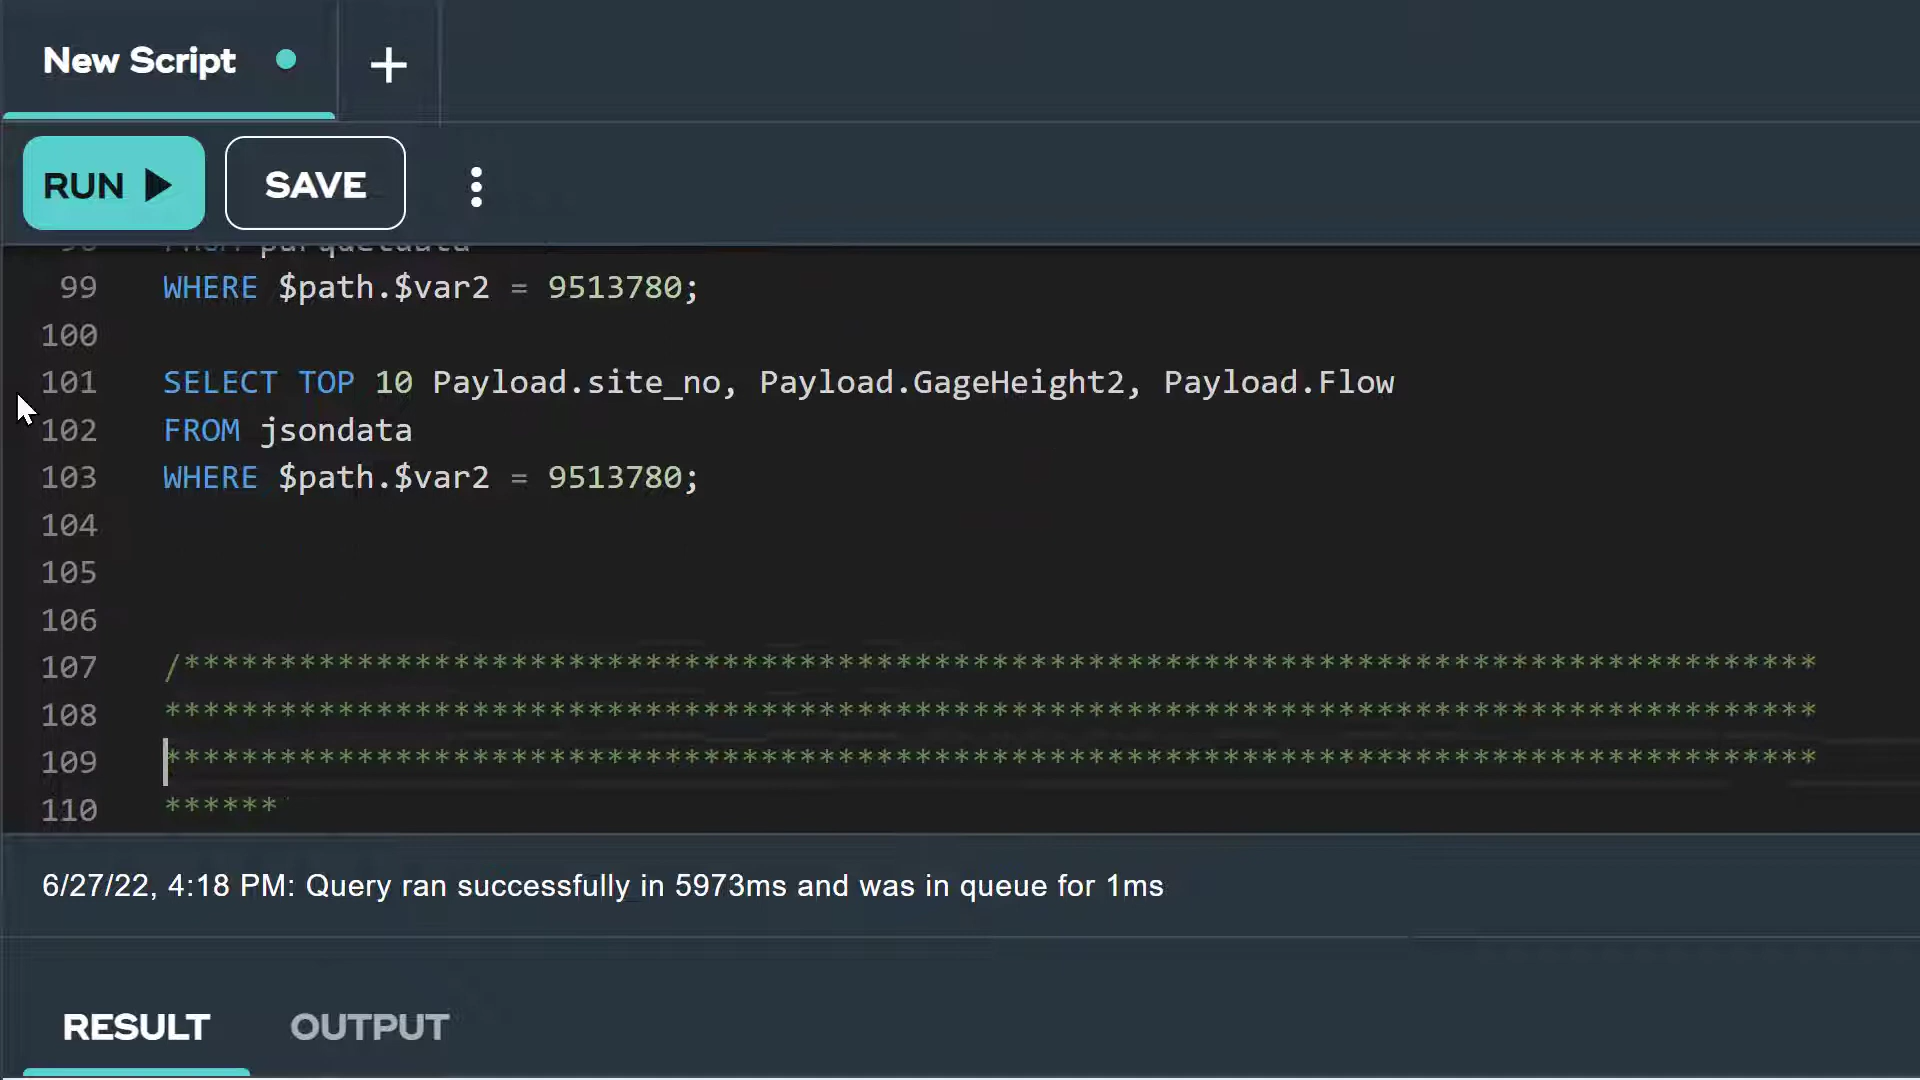 New Script
RUN
SAVE
99 WHERE $path.$var2 = 9513780;
100
101 SELECT TOP 10 Payload.site_no, Payload.GageHeight2, Payload.Flow
102 FROM jsondata
103 WHERE $path.$var2 = 9513780;
104
105
106
107 /*************************************************************************************
108 **************************************************************************************
109 **************************************************************************************
110 ******
6/27/22, 4:18 PM: Query ran successfully in 5973ms and was in queue for 1ms
RESULT OUTPUT